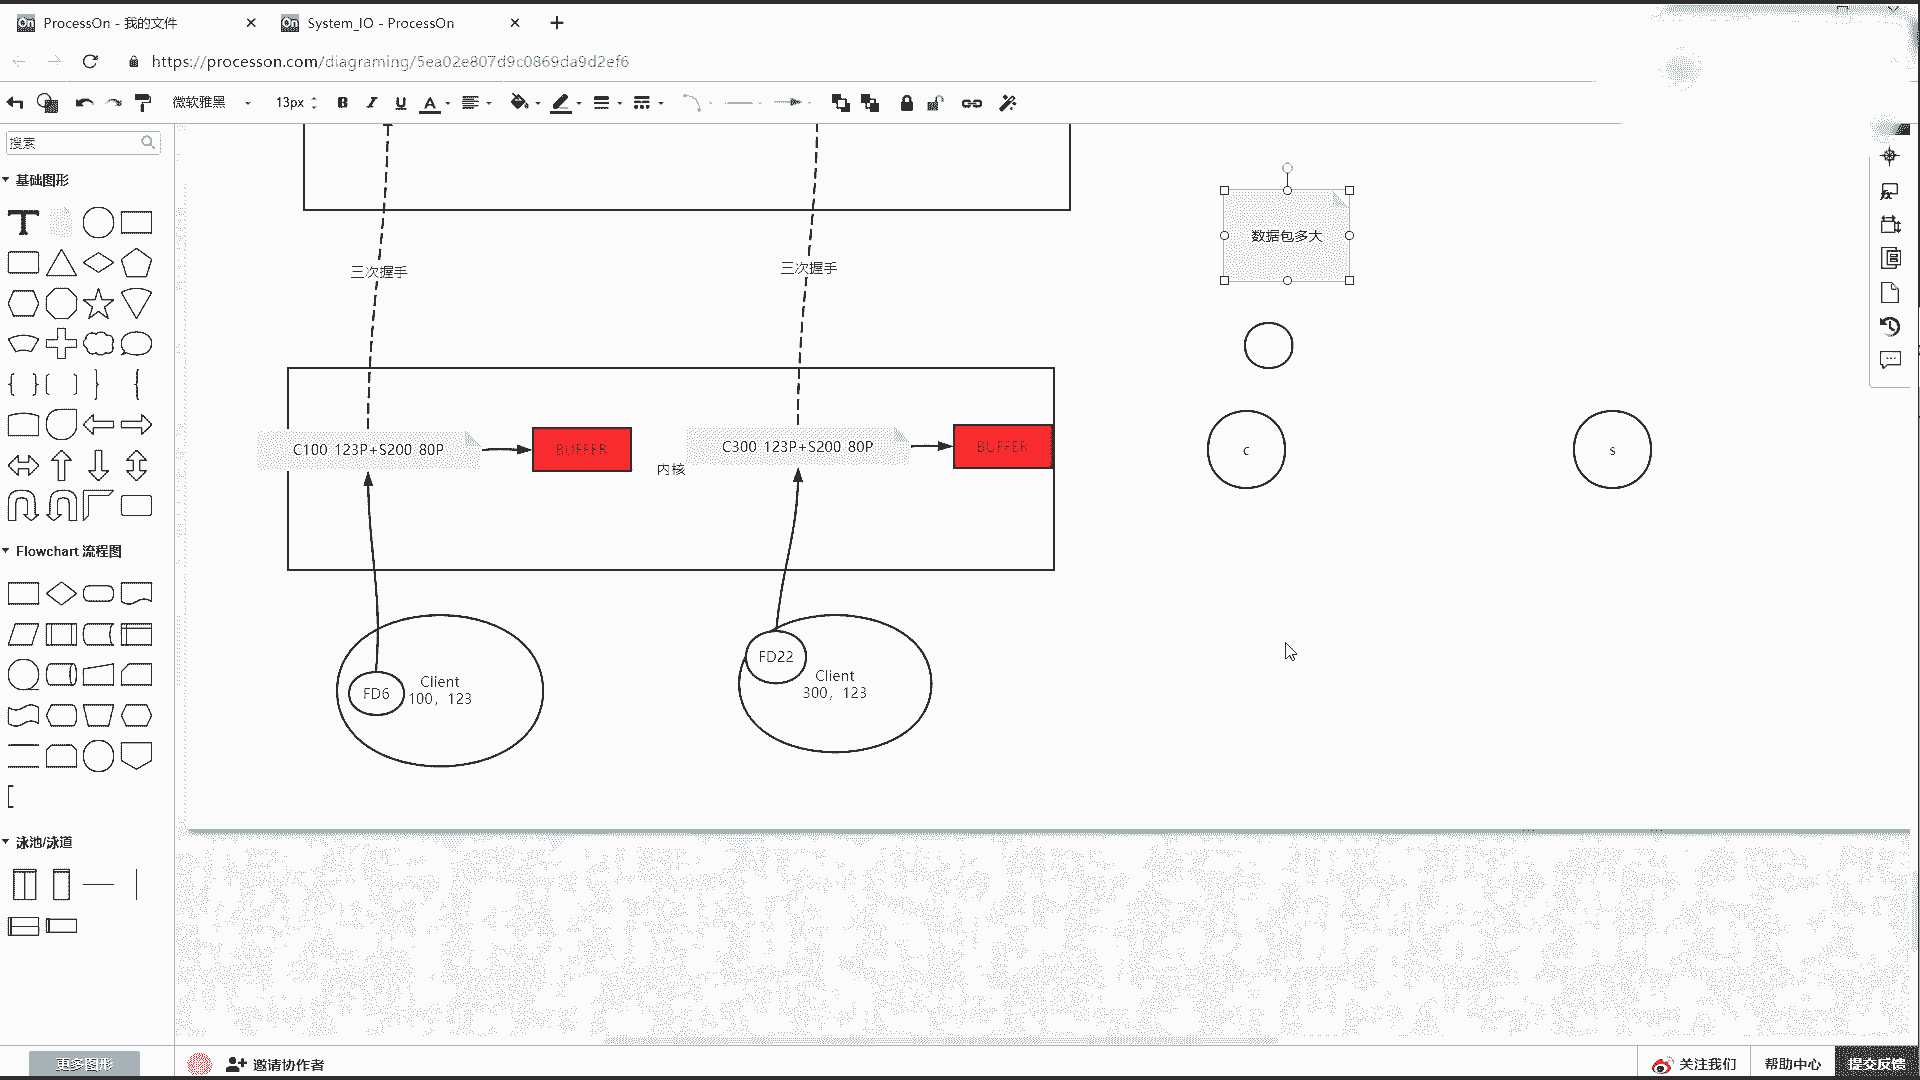 ProcessOn - 我的文件
System_IO - ProcessOn
https://processon.com/diagraming/5ea02e807d9c0869da9d2ef6
微软雅黑
13px
B I U A
搜索
基础图形
T
数据包多大
三次握手
三次握手
C100 123P+S200 80P
BUFFER
内核
C300 123P+S200 80P
BUFFER
c
s
FD6
Client
100，123
FD22
Client
300，123
Flowchart 流程图
泳池/泳道
更多图形
邀请协作者
关注我们
帮助中心
提交反馈